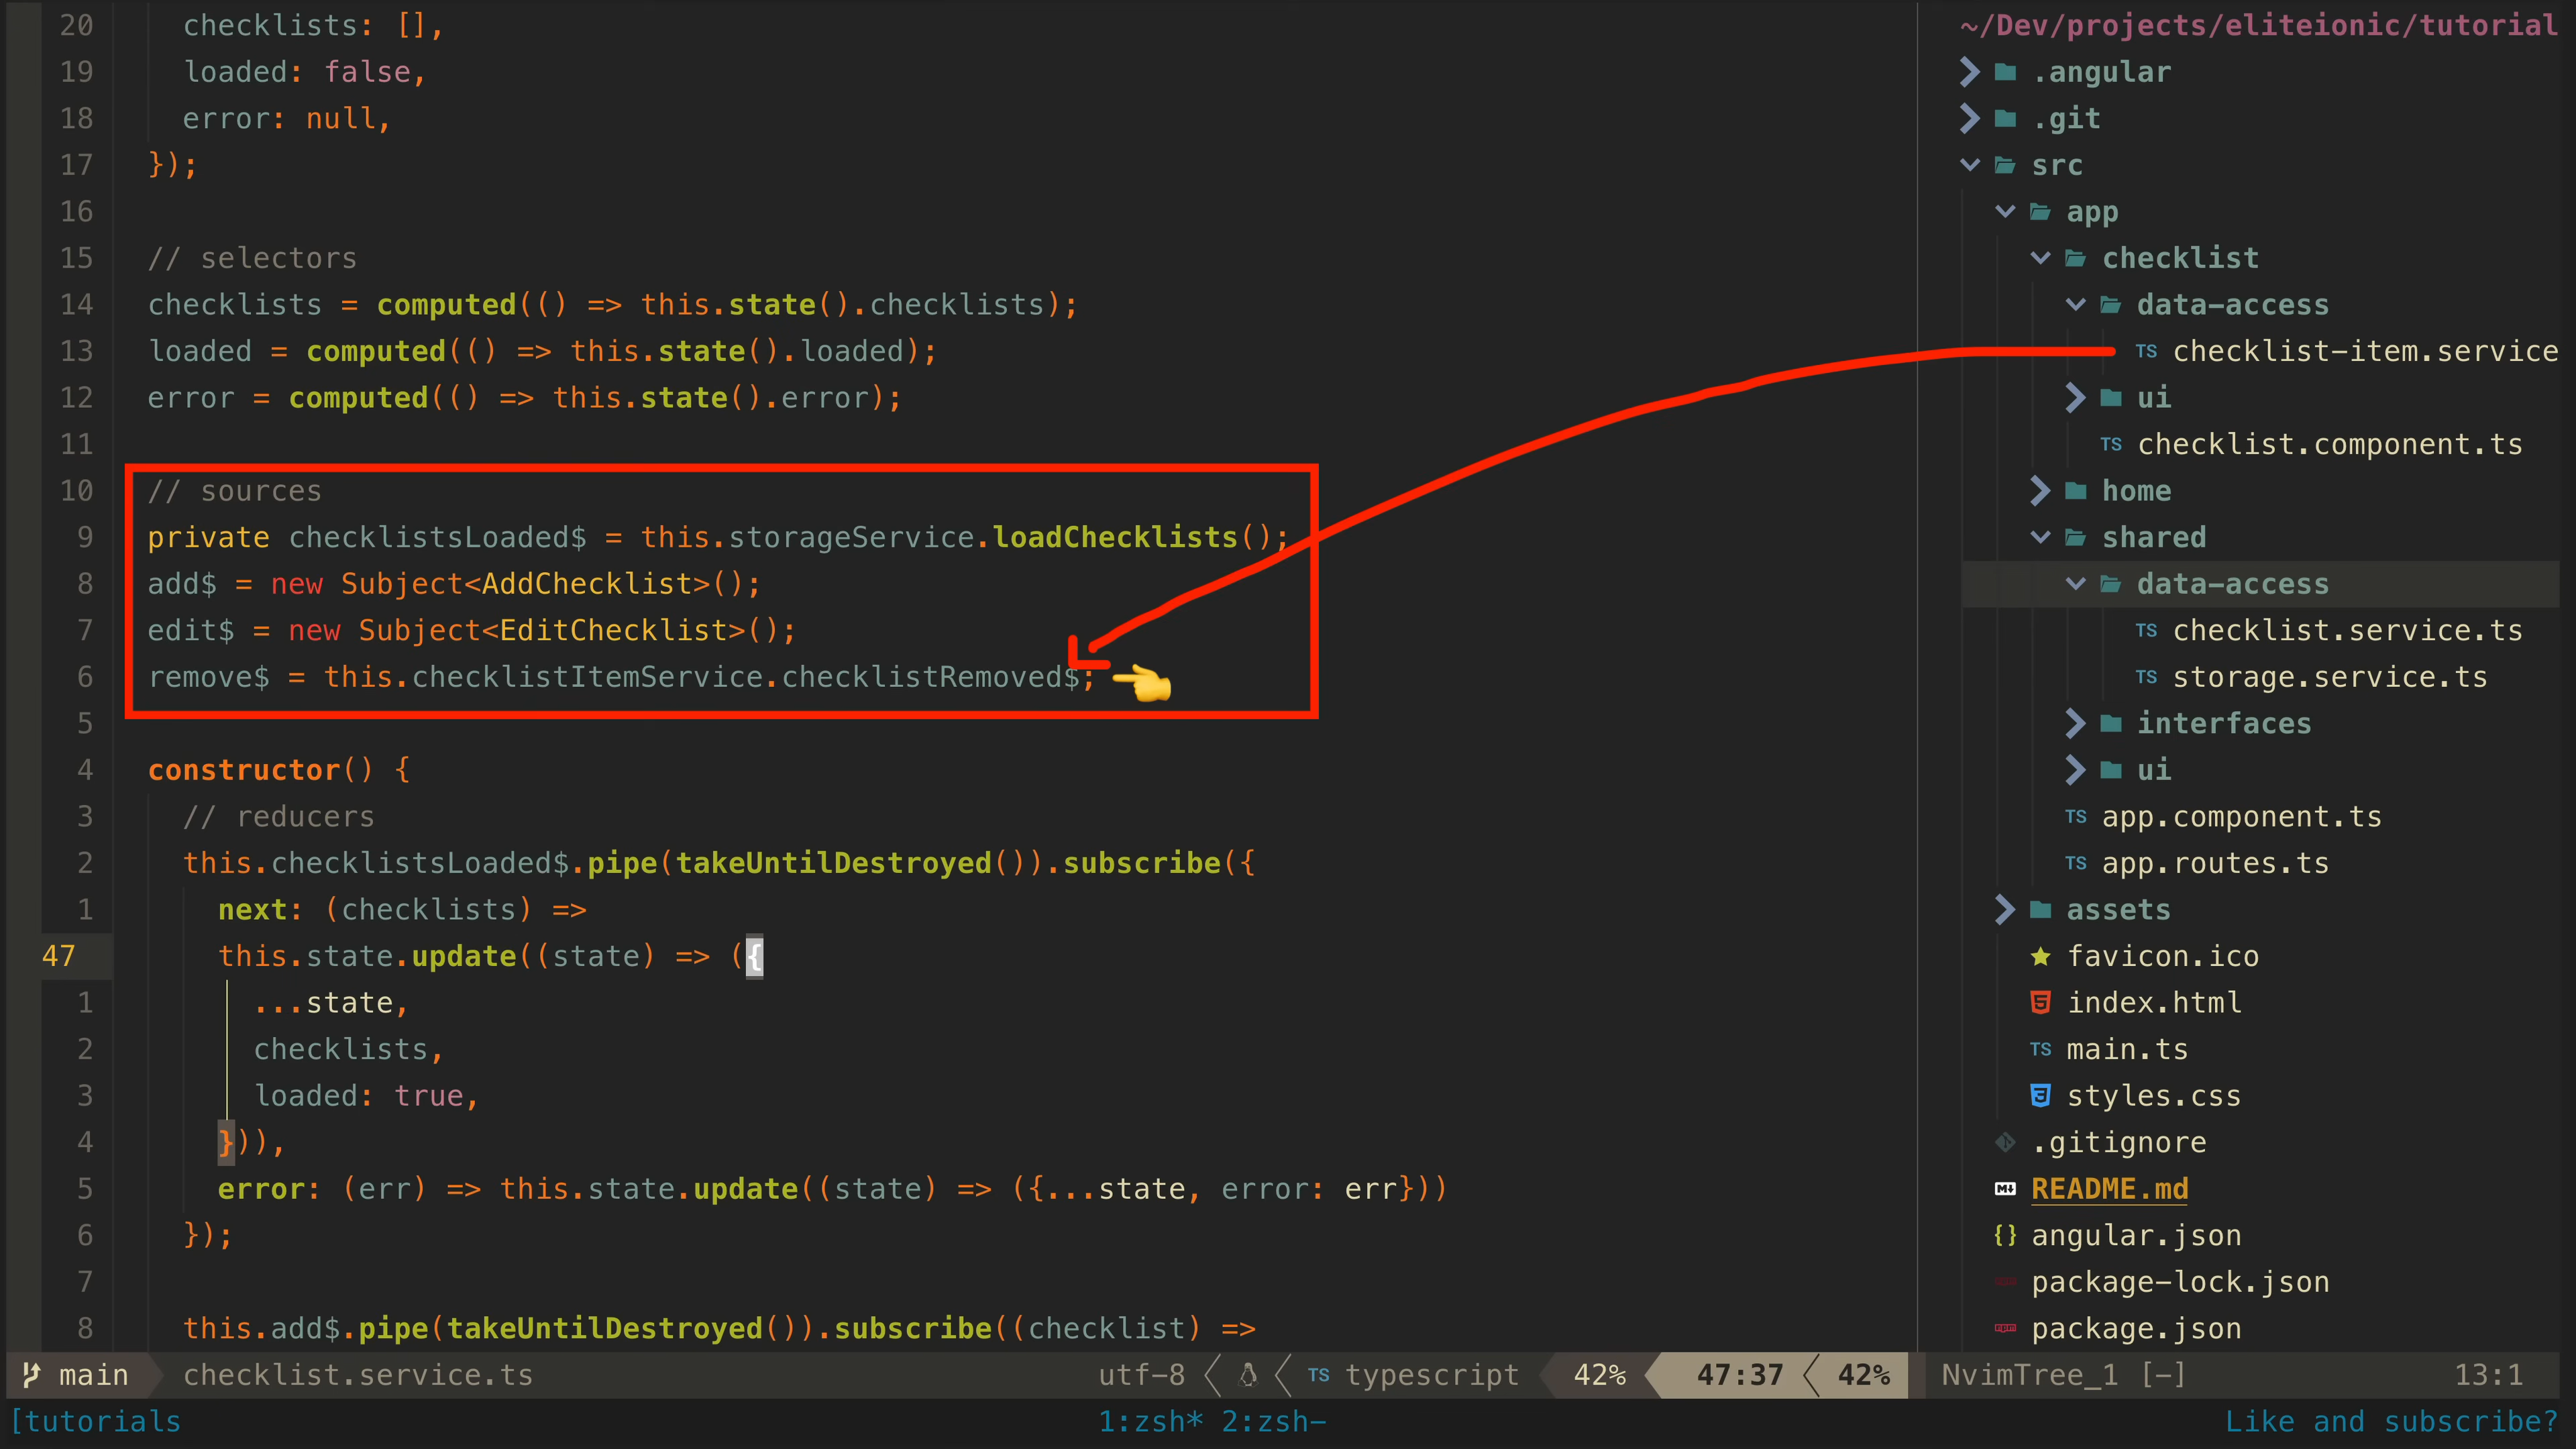 20 checklists: [],
19 loaded: false,
18 error: null,
17 });
16
15 // selectors
14 checklists = computed(() => this.state().checklists);
13 loaded = computed(() => this.state().loaded);
12 error = computed(() => this.state().error);
11
10 // sources
9 private checklistsLoaded$ = this.storageService.loadChecklists();
8 add$ = new Subject<AddChecklist>();
7 edit$ = new Subject<EditChecklist>();
6 remove$ = this.checklistItemService.checklistRemoved$;
5
4 constructor() {
3 // reducers
2 this.checklistsLoaded$.pipe(takeUntilDestroyed()).subscribe({
1 next: (checklists) =>
47 this.state.update((state) => ({
1 ...state,
2 checklists,
3 loaded: true,
4 })),
5 error: (err) => this.state.update((state) => ({...state, error: err}))
6 });
7
8 this.add$.pipe(takeUntilDestroyed()).subscribe((checklist) =>
~/Dev/projects/eliteionic/tutorial
.angular
.git
src
app
checklist
data-access
TS checklist-item.service
ui
TS checklist.component.ts
home
shared
data-access
TS checklist.service.ts
TS storage.service.ts
interfaces
ui
TS app.component.ts
TS app.routes.ts
assets
favicon.ico
index.html
TS main.ts
styles.css
.gitignore
README.md
{} angular.json
package-lock.json
package.json
main checklist.service.ts utf-8 TS typescript 42% 47:37 42% NvimTree_1 [-] 13:1
[tutorials 1:zsh* 2:zsh- Like and subscribe?